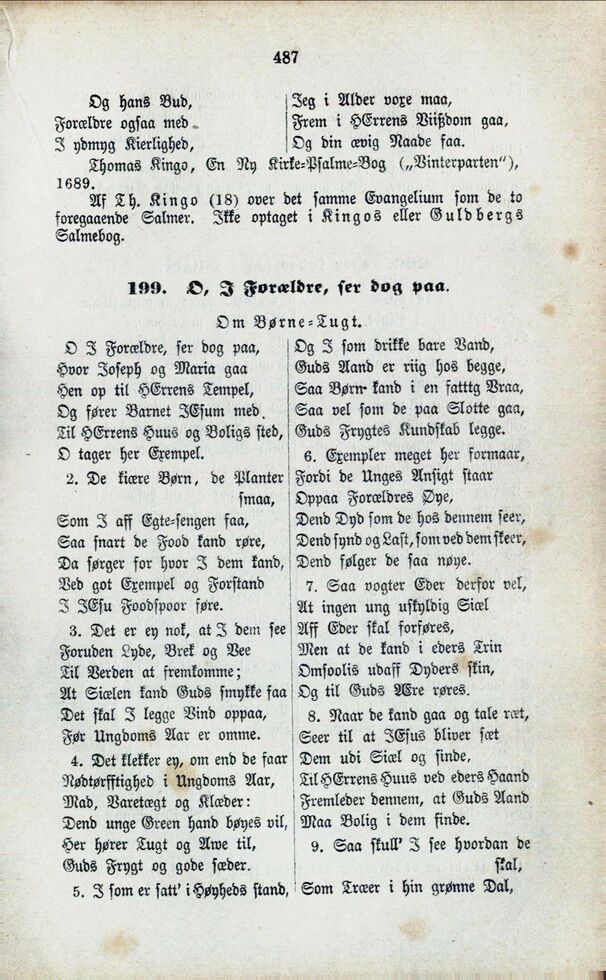 487
Og hans Bud,
Forældre ogsaa med
I ydmyg Kierlighed,
Jeg i Alder voxe maa,
Frem i HErrens Viißdom gaa,
Og din ævig Naade faa.
Thomas Kingo, En Ny Kirke=Psalme=Bog („Vinterparten"),
1689.
Af Th. Kingo (18) over det samme Evangelium som de to
foregaaende Salmer. Ikke optaget i Kingos eller Guldbergs
Salmebog.
199. O, I Forældre, ser dog paa.
Om Børne=Tugt.
O I Forældre, ser dog paa,
Hvor Joseph og Maria gaa
Hen op til HErrens Tempel,
Og fører Barnet JEsum med
Til HErrens Huus og Boligs sted,
O tager her Exempel.
2. De kiære Børn, de Planter
smaa,
Som I aff Egte=sengen faa,
Saa snart de Food kand røre,
Da sørger for hvor I dem kand,
Ved got Exempel og Forstand
I JEsu Foodspoor føre.
3. Det er ey nok, at I dem see
Foruden Lyde, Brek og Vee
Til Verden at fremkomme;
At Siælen kand Guds smykke faa
Det skal I legge Vind oppaa,
Før Ungdoms Aar er omme.
4. Det klekker ey, om end de faar
Nødtørfftighed i Ungdoms Aar,
Mad, Varetægt og Klæder:
Dend unge Green hand bøyes vil,
Her hører Tugt og Awe til,
Guds Frygt og gode sæder.
5. I som er satt' i Høyheds stand,
Og I som drikke bare Vand,
Guds Aand er riig hos begge,
Saa Børn kand i en fatttg Vraa,
Saa vel som de paa Slotte gaa,
Guds Frygtes Kundskab legge.
6. Exempler meget her formaar,
Fordi de Unges Ansigt staar
Oppaa Forældres Øye,
Dend Dyd som de hos dennem seer,
Dend synd og Last, som ved dem skeer,
Dend følger de saa nøye.
7. Saa vogter Eder derfor vel,
At ingen ung uskyldig Siæl
Aff Eder skal forføres,
Men at de kand i eders Trin
Omsoolis udaff Dyders skin,
Og til Guds Ære røres.
8. Naar de kand gaa og tale ræt,
Seer til at JEsus bliver sæt
Dem udi Siæl og sinde,
Til HErrens Huus ved eders Haand
Fremleder dennem, at Guds Aand
Maa Bolig i dem finde.
9. Saa skull' I see hvordan de
skal,
Som Træer i hin grønne Dal,